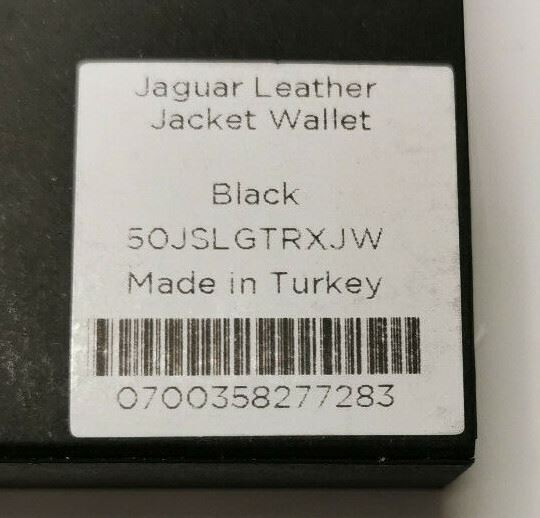 Jaguar Leather
Jacket Wallet
Black
50JSLGTRXJW
Made in Turkey
0700358277283